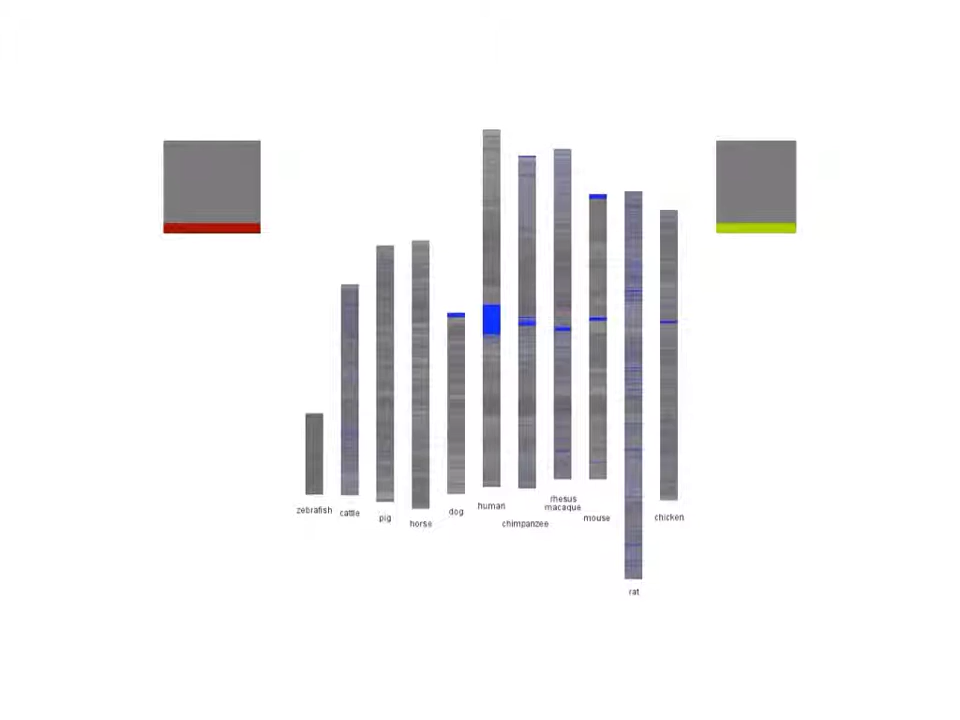 zebrafish
cattle
pig
horse
dog
human
chimpanzee
rhesus
macaque
mouse
rat
chicken